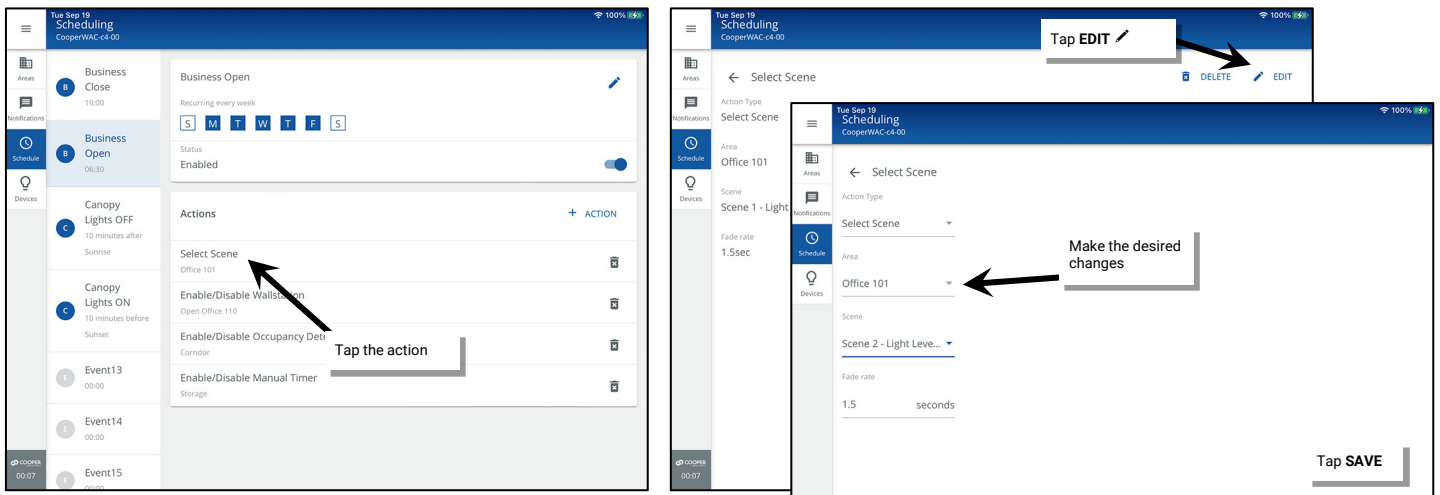 Tue Sep 19
100%
Scheduling
CooperWAC-c4-00
Areas
Notifications
Schedule
Devices
COOPER
00:07
B
Business
Close
19:00
B
Business
Open
06:30
C
Canopy
Lights OFF
10 minutes after
Sunrise
C
Canopy
Lights ON
10 minutes before
Sunset
E
Event13
00:00
E
Event14
00:00
E
Event15
00:00
Business Open
Recurring every week
S M T W T F S
Status
Enabled
Actions
+ ACTION
Select Scene
Office 101
Enable/Disable Wallstation
Open Office 110
Enable/Disable Occupancy Dete
Corridor
Enable/Disable Manual Timer
Storage
Tap the action
Tue Sep 19
100%
Scheduling
CooperWAC-c4-00
Tap EDIT
Areas
Notifications
Schedule
Devices
COOPER
00:07
← Select Scene
DELETE
EDIT
Action Type
Select Scene
Area
Office 101
Scene
Scene 1 - Light
Fade rate
1.5sec
Tue Sep 19
100%
Scheduling
CooperWAC-c4-00
Areas
Notifications
Schedule
Devices
← Select Scene
Action Type
Select Scene
Area
Office 101
Scene
Scene 2 - Light Leve...
Fade rate
1.5 seconds
Make the desired
changes
Tap SAVE